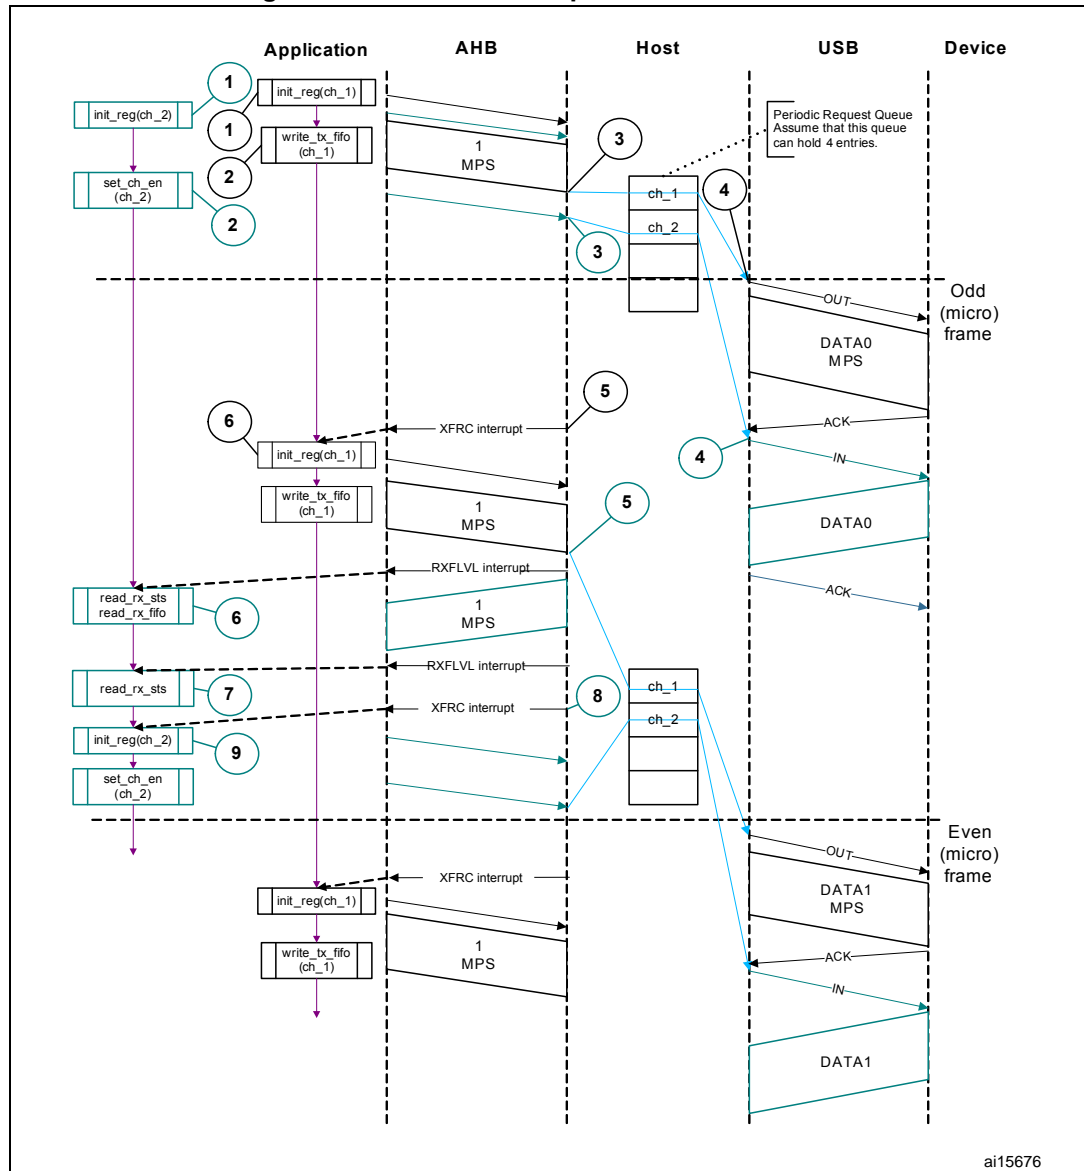 Application
AHB
Host
USB
Device
1
init_reg(ch_2)
init_reg(ch_1)
1
write_tx_fifo
(ch_1)
2
set_ch_en
(ch_2)
2
1
MPS
3
3
Periodic Request Queue
Assume that this queue
can hold 4 entries.
ch_1
ch_2
4
Odd
(micro)
frame
OUT
DATA0
MPS
ACK
5
XFRC interrupt
6
init_reg(ch_1)
4
IN
write_tx_fifo
(ch_1)
1
MPS
5
DATA0
RXFLVL interrupt
ACK
read_rx_sts
read_rx_fifo
6
1
MPS
RXFLVL interrupt
read_rx_sts
7
XFRC interrupt
8
ch_1
ch_2
init_reg(ch_2)
9
set_ch_en
(ch_2)
Even
(micro)
frame
OUT
XFRC interrupt
init_reg(ch_1)
DATA1
MPS
write_tx_fifo
(ch_1)
1
MPS
ACK
IN
DATA1
ai15676